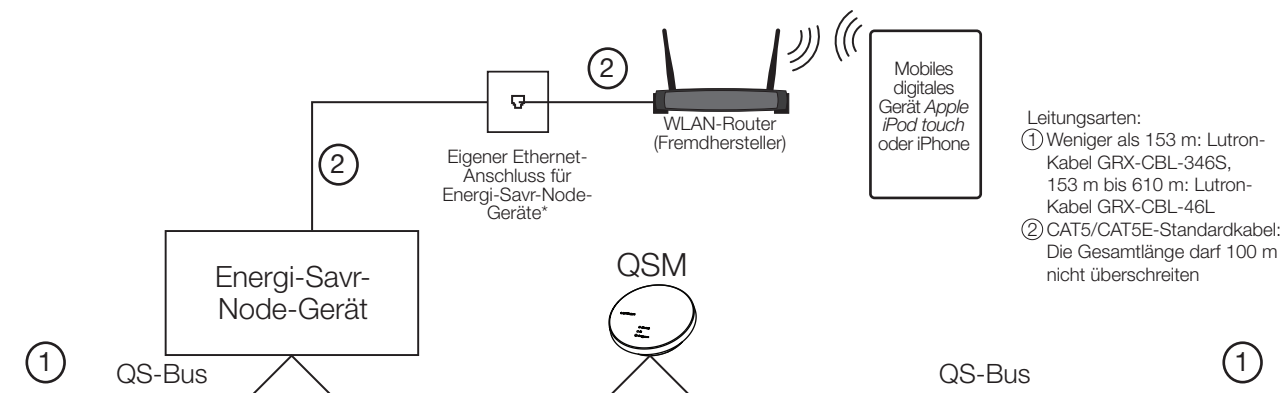 2
WLAN-Router
(Fremdhersteller)
Mobiles
digitales
Gerät Apple
iPod touch
oder iPhone
2
Eigener Ethernet-
Anschluss für
Energi-Savr-Node-
Geräte*
Leitungsarten:
1 Weniger als 153 m: Lutron-
Kabel GRX-CBL-346S,
153 m bis 610 m: Lutron-
Kabel GRX-CBL-46L
2 CAT5/CAT5E-Standardkabel:
Die Gesamtlänge darf 100 m
nicht überschreiten
Energi-Savr-
Node-Gerät
QSM
1
QS-Bus
QS-Bus
1